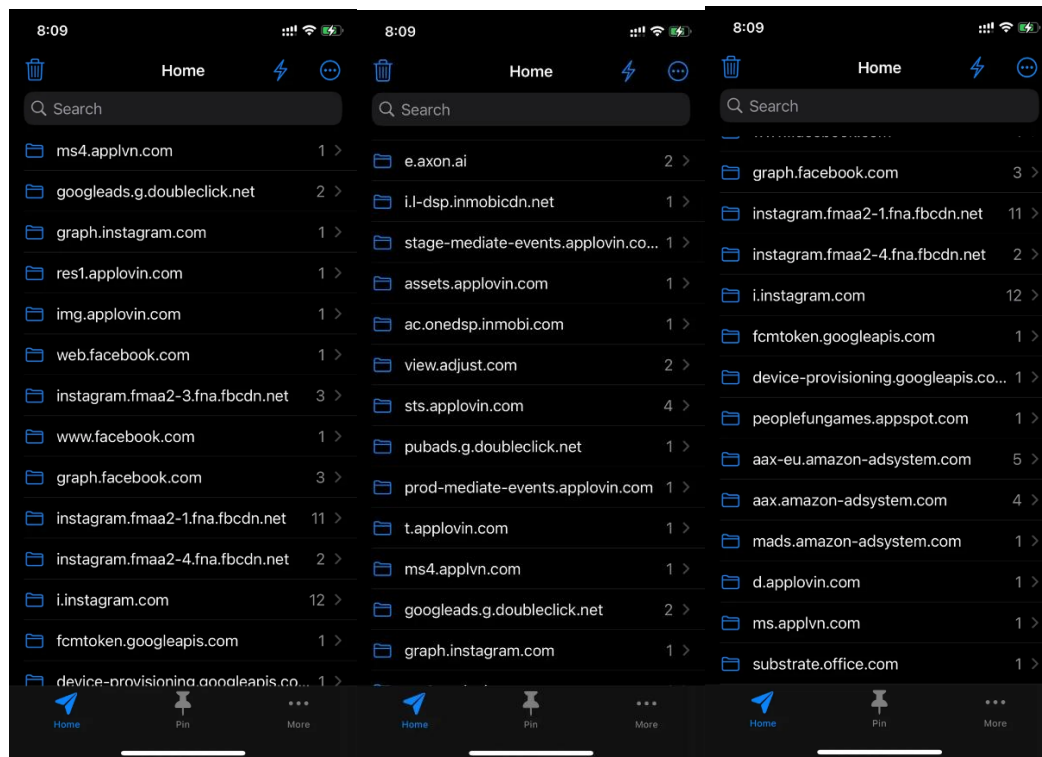 8:09
Home
Search
ms4.applvn.com 1
googleads.g.doubleclick.net 2
graph.instagram.com 1
res1.applovin.com 1
img.applovin.com 1
web.facebook.com 1
instagram.fmaa2-3.fna.fbcdn.net 3
www.facebook.com 1
graph.facebook.com 3
instagram.fmaa2-1.fna.fbcdn.net 11
instagram.fmaa2-4.fna.fbcdn.net 2
i.instagram.com 12
fcmtoken.googleapis.com 1
device-provisioning.googleapis.co... 1
Home Pin More
8:09
Home
Search
e.axon.ai 2
i.l-dsp.inmobicdn.net 1
stage-mediate-events.applovin.co... 1
assets.applovin.com 1
ac.onedsp.inmobi.com 1
view.adjust.com 2
sts.applovin.com 4
pubads.g.doubleclick.net 1
prod-mediate-events.applovin.com 1
t.applovin.com 1
ms4.applvn.com 1
googleads.g.doubleclick.net 2
graph.instagram.com 1
Home Pin More
8:09
Home
Search
graph.facebook.com 3
instagram.fmaa2-1.fna.fbcdn.net 11
instagram.fmaa2-4.fna.fbcdn.net 2
i.instagram.com 12
fcmtoken.googleapis.com 1
device-provisioning.googleapis.co... 1
peoplefungames.appspot.com 1
aax-eu.amazon-adsystem.com 5
aax.amazon-adsystem.com 4
mads.amazon-adsystem.com 1
d.applovin.com 1
ms.applvn.com 1
substrate.office.com 1
Home Pin More